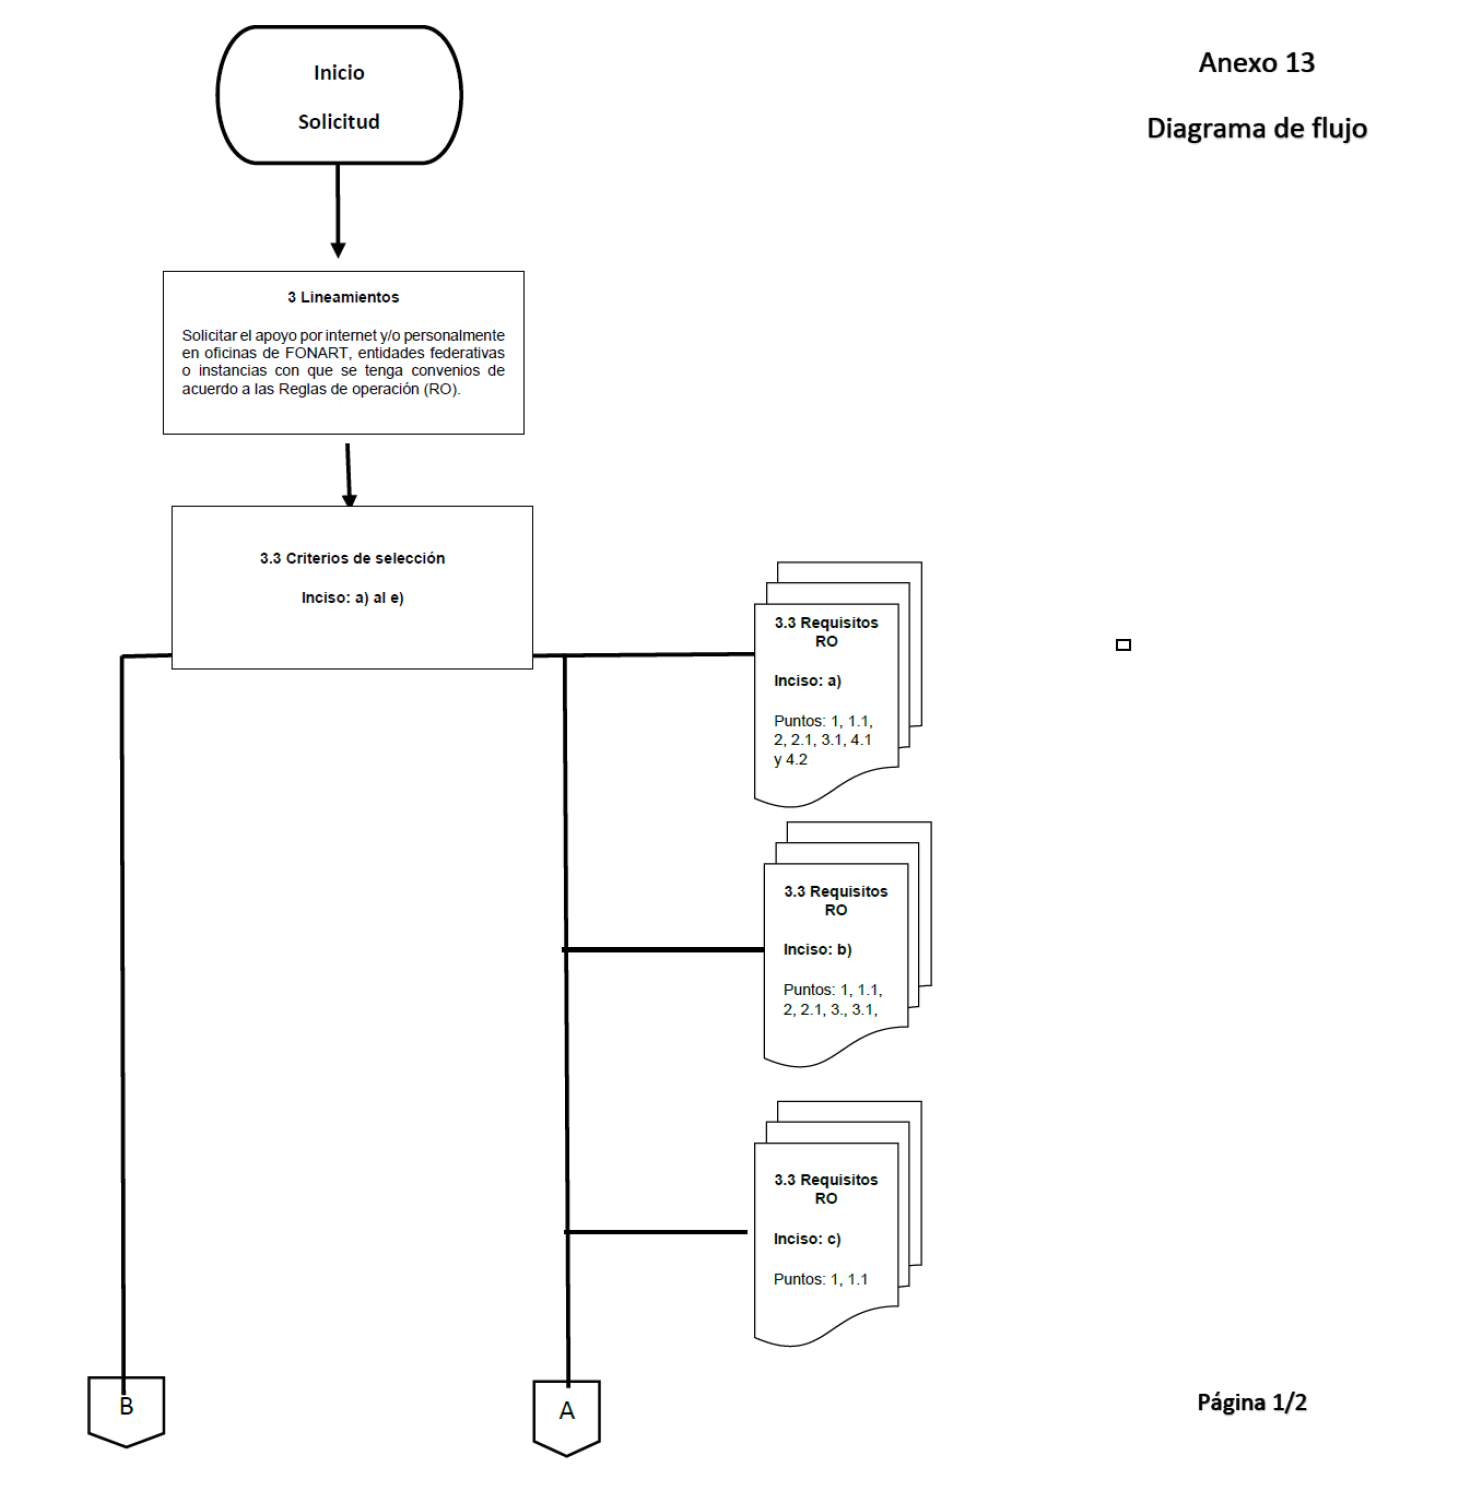 Anexo 13
Diagrama de flujo
Inicio
Solicitud
3 Lineamientos
Solicitar el apoyo por internet y/o personalmente
en oficinas de FONART, entidades federativas
o instancias con que se tenga convenios de
acuerdo a las Reglas de operación (RO).
3.3 Criterios de selección
Inciso: a) al e)
3.3 Requisitos
RO
Inciso: a)
Puntos: 1, 1.1,
2, 2.1, 3.1, 4.1
y 4.2
3.3 Requisitos
RO
Inciso: b)
Puntos: 1, 1.1,
2, 2.1, 3., 3.1,
3.3 Requisitos
RO
Inciso: c)
Puntos: 1, 1.1
B
A
Página 1/2